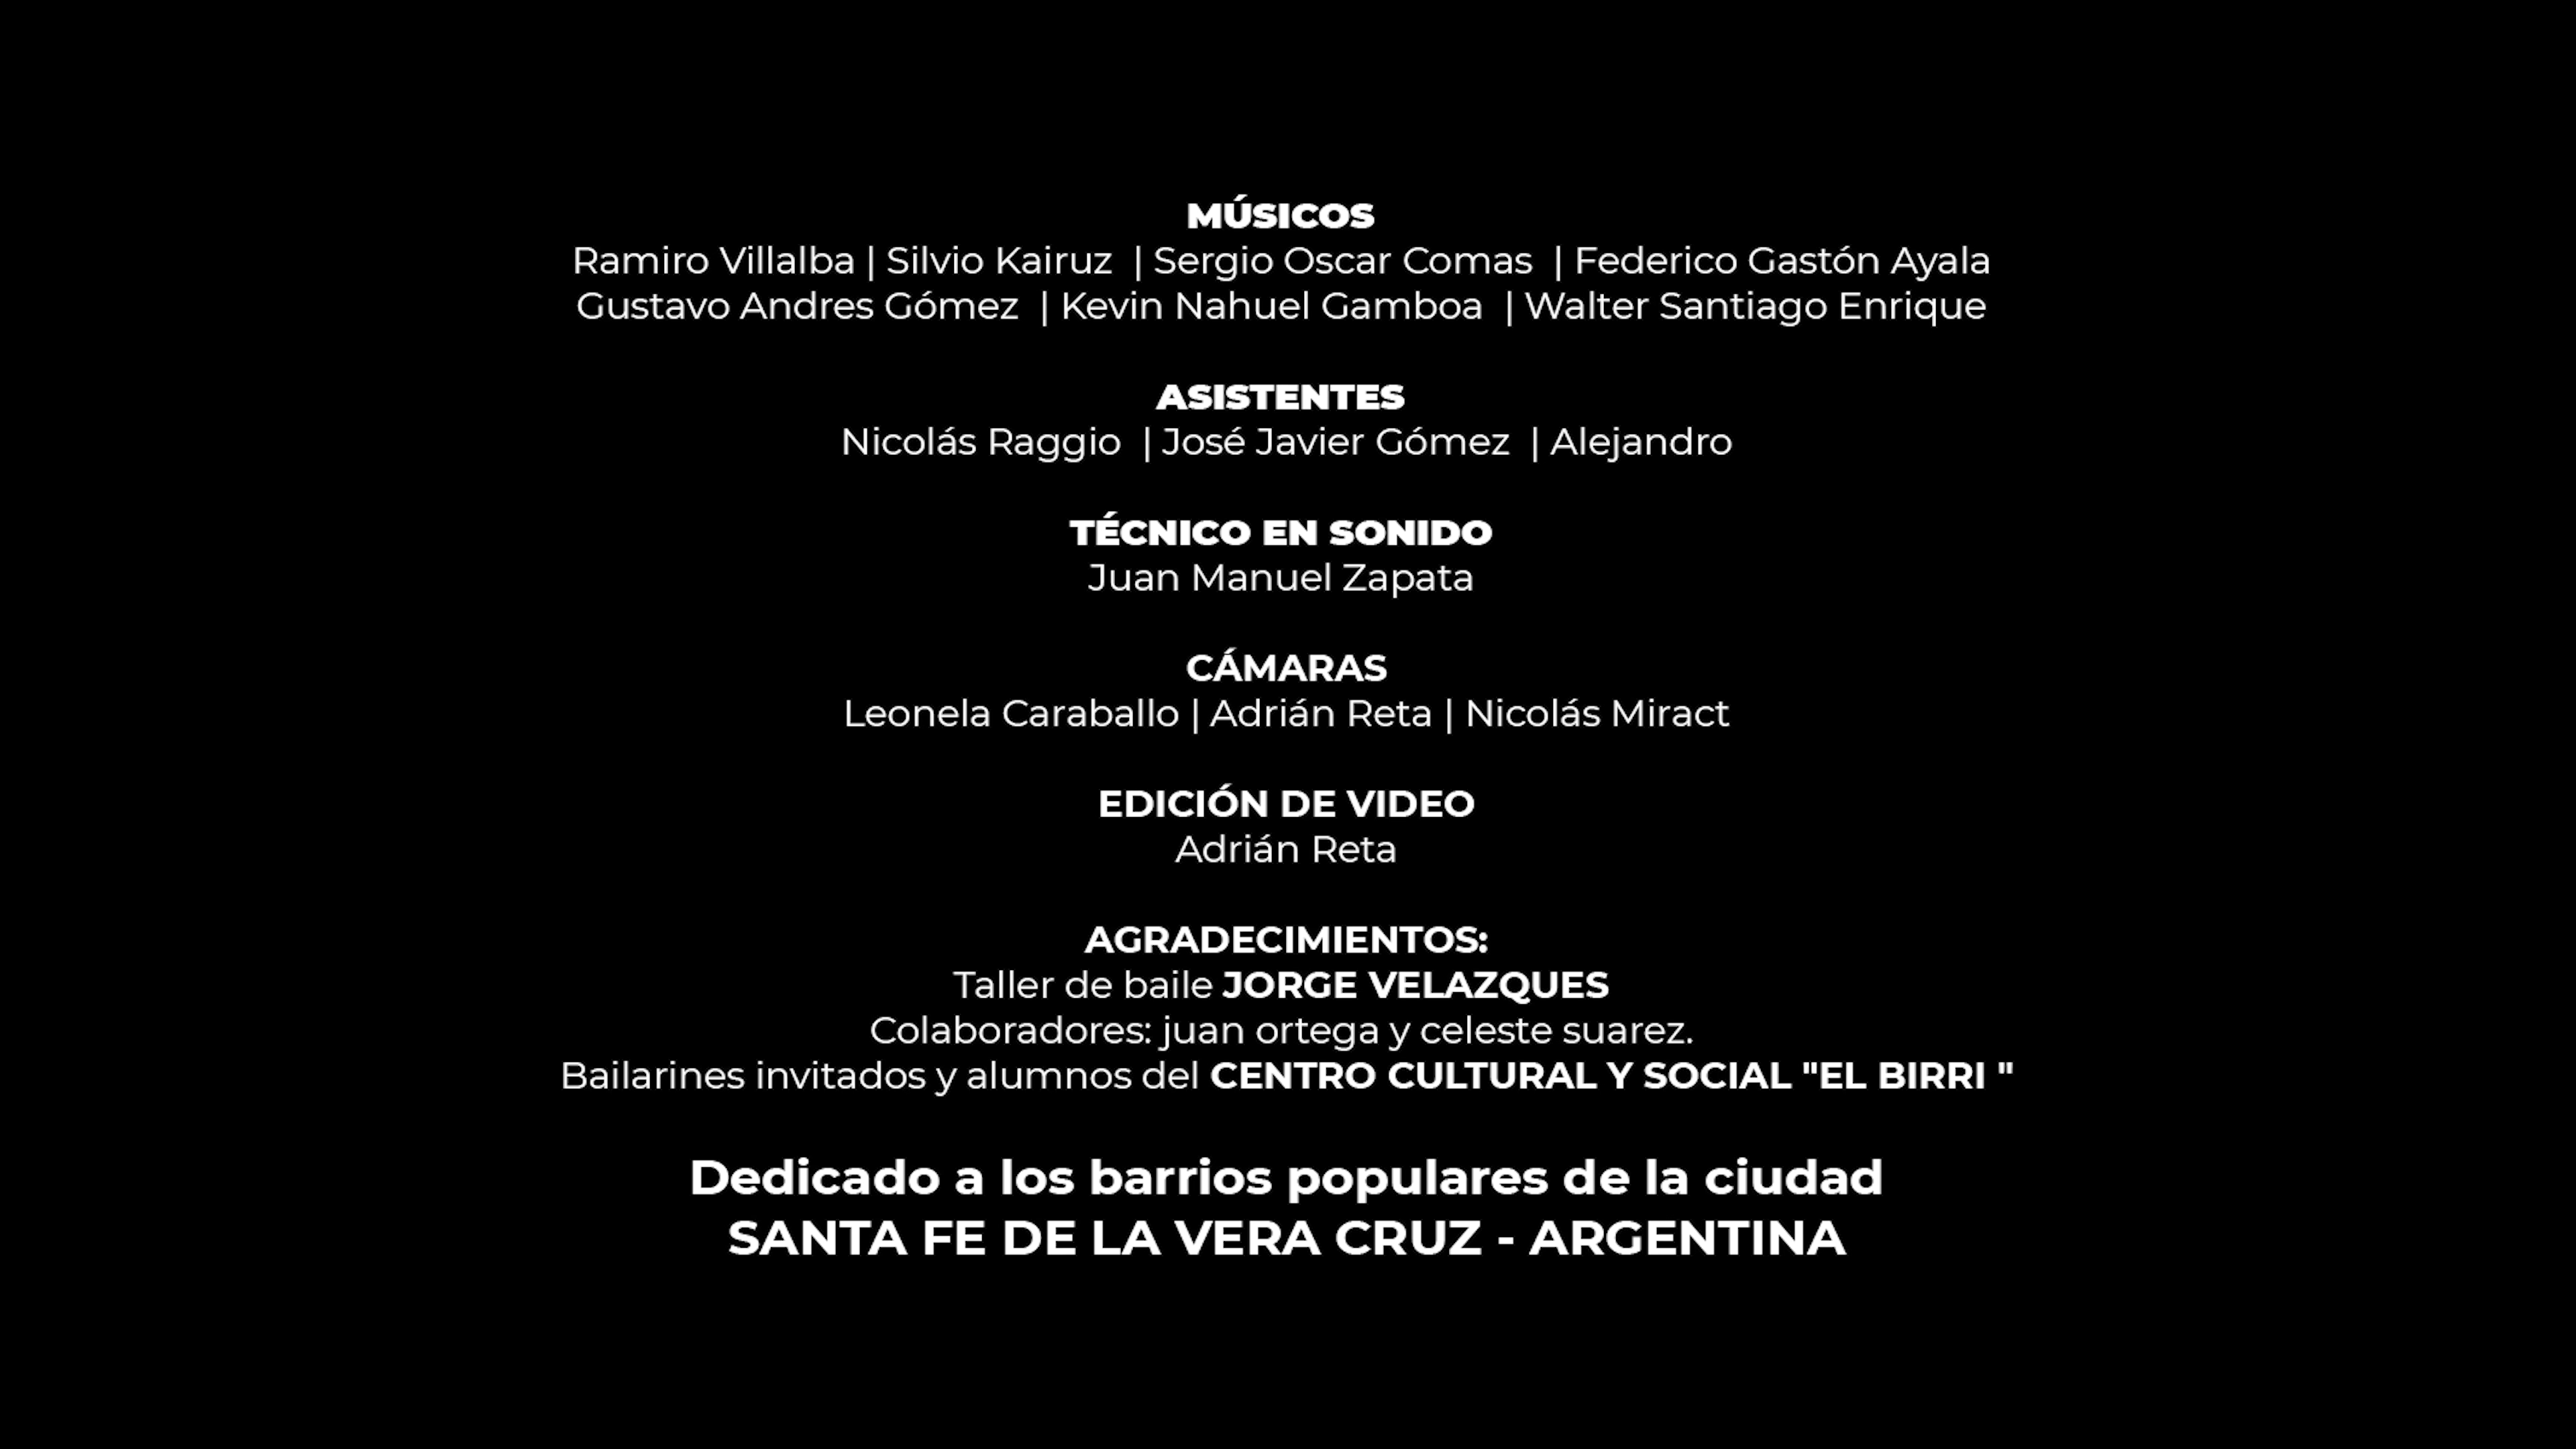 MÚSICOS
Ramiro Villalba | Silvio Kairuz | Sergio Oscar Comas | Federico Gastón Ayala
Gustavo Andres Gómez | Kevin Nahuel Gamboa | Walter Santiago Enrique
ASISTENTES
Nicolás Raggio | José Javier Gómez | Alejandro
TÉCNICO EN SONIDO
Juan Manuel Zapata
CÁMARAS
Leonela Caraballo | Adrián Reta | Nicolás Miract
EDICIÓN DE VIDEO
Adrián Reta
AGRADECIMIENTOS:
Taller de baile JORGE VELAZQUES
Colaboradores: juan ortega y celeste suarez.
Bailarines invitados y alumnos del CENTRO CULTURAL Y SOCIAL "EL BIRRI "
Dedicado a los barrios populares de la ciudad
SANTA FE DE LA VERA CRUZ - ARGENTINA